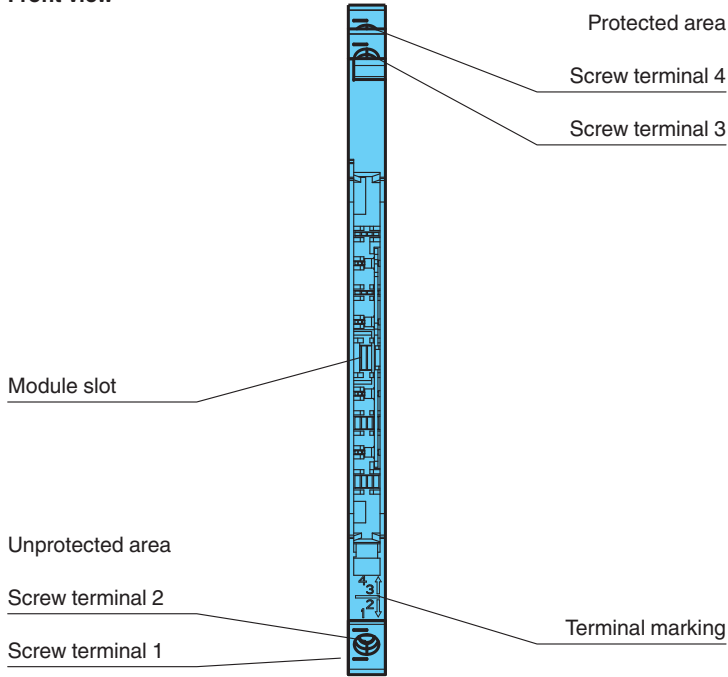 Front view
Protected area
Screw terminal 4
Screw terminal 3
Module slot
Unprotected area
Screw terminal 2
Screw terminal 1
Terminal marking
4
3
2
1